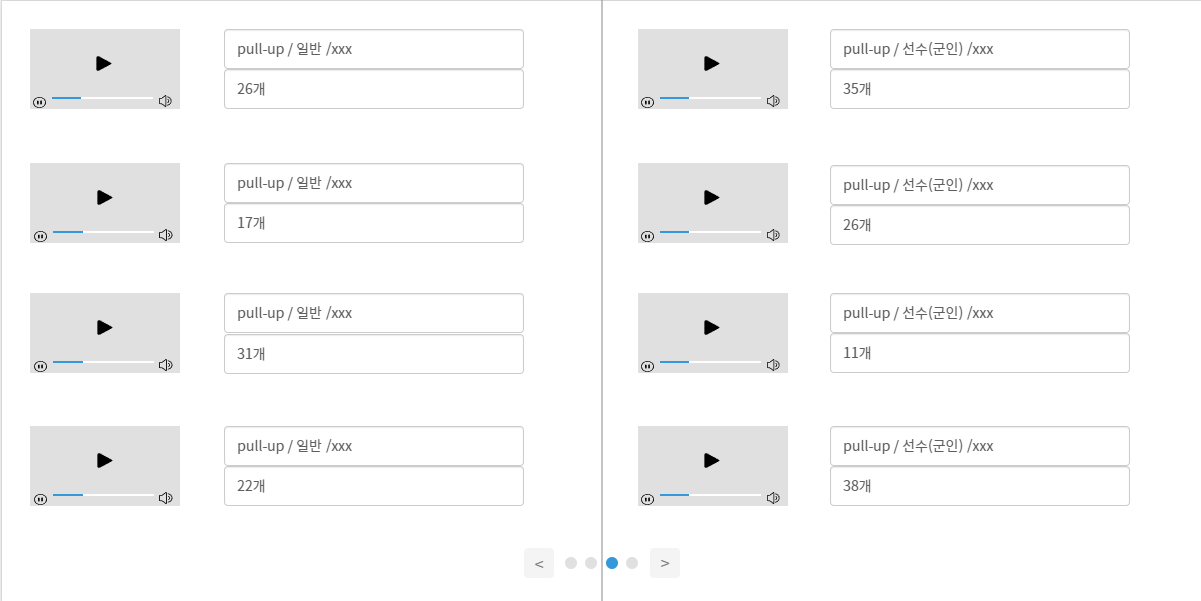 pull-up / 일반 /xxx
26개
pull-up / 일반 /xxx
17개
pull-up / 일반 /xxx
31개
pull-up / 일반 /xxx
22개
pull-up / 선수(군인) /xxx
35개
pull-up / 선수(군인) /xxx
26개
pull-up / 선수(군인) /xxx
11개
pull-up / 선수(군인) /xxx
38개
< >